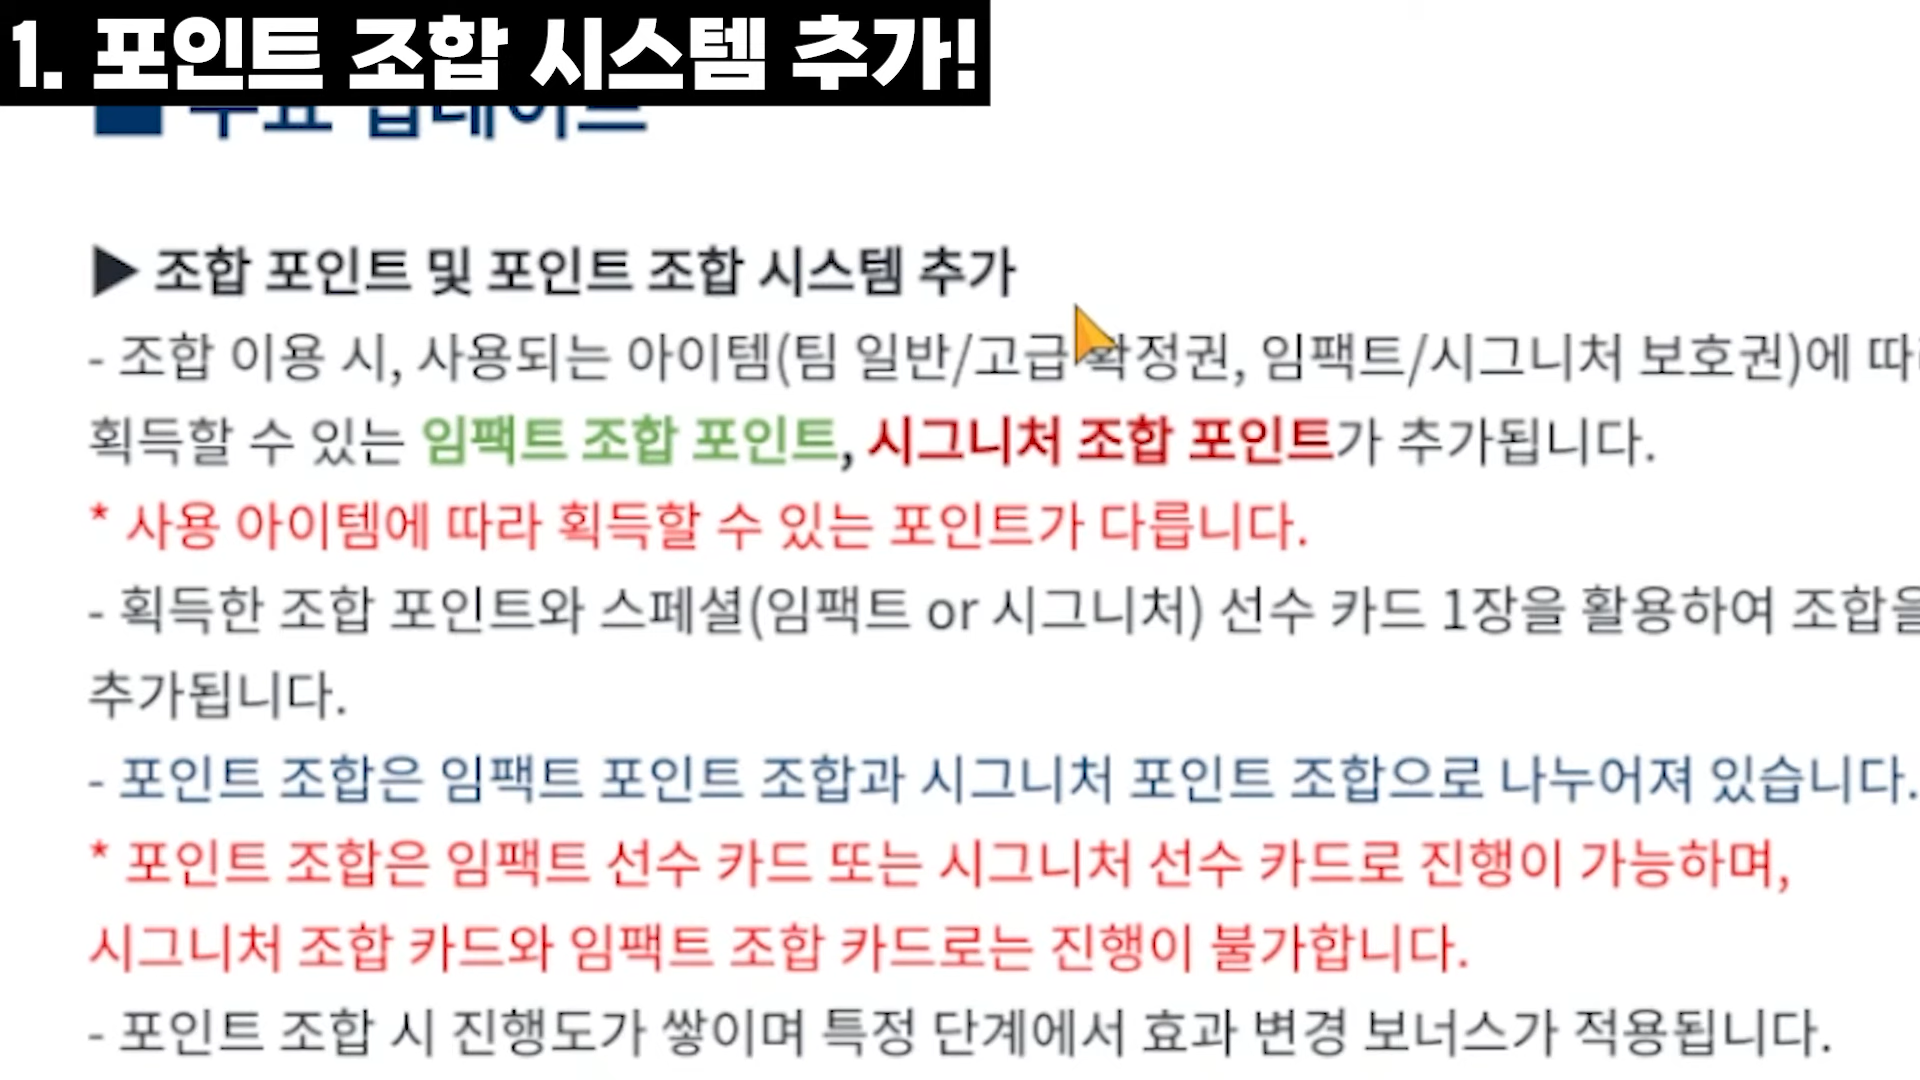 1. 포인트 조합 시스템 추가!
■ 주요 업데이트
▶ 조합 포인트 및 포인트 조합 시스템 추가
- 조합 이용 시, 사용되는 아이템(팀 일반/고급 확정권, 임팩트/시그니처 보호권)에 따라
획득할 수 있는 임팩트 조합 포인트, 시그니처 조합 포인트가 추가됩니다.
* 사용 아이템에 따라 획득할 수 있는 포인트가 다릅니다.
- 획득한 조합 포인트와 스페셜(임팩트 or 시그니처) 선수 카드 1장을 활용하여 조합을
추가됩니다.
- 포인트 조합은 임팩트 포인트 조합과 시그니처 포인트 조합으로 나누어져 있습니다.
* 포인트 조합은 임팩트 선수 카드 또는 시그니처 선수 카드로 진행이 가능하며,
시그니처 조합 카드와 임팩트 조합 카드로는 진행이 불가합니다.
- 포인트 조합 시 진행도가 쌓이며 특정 단계에서 효과 변경 보너스가 적용됩니다.